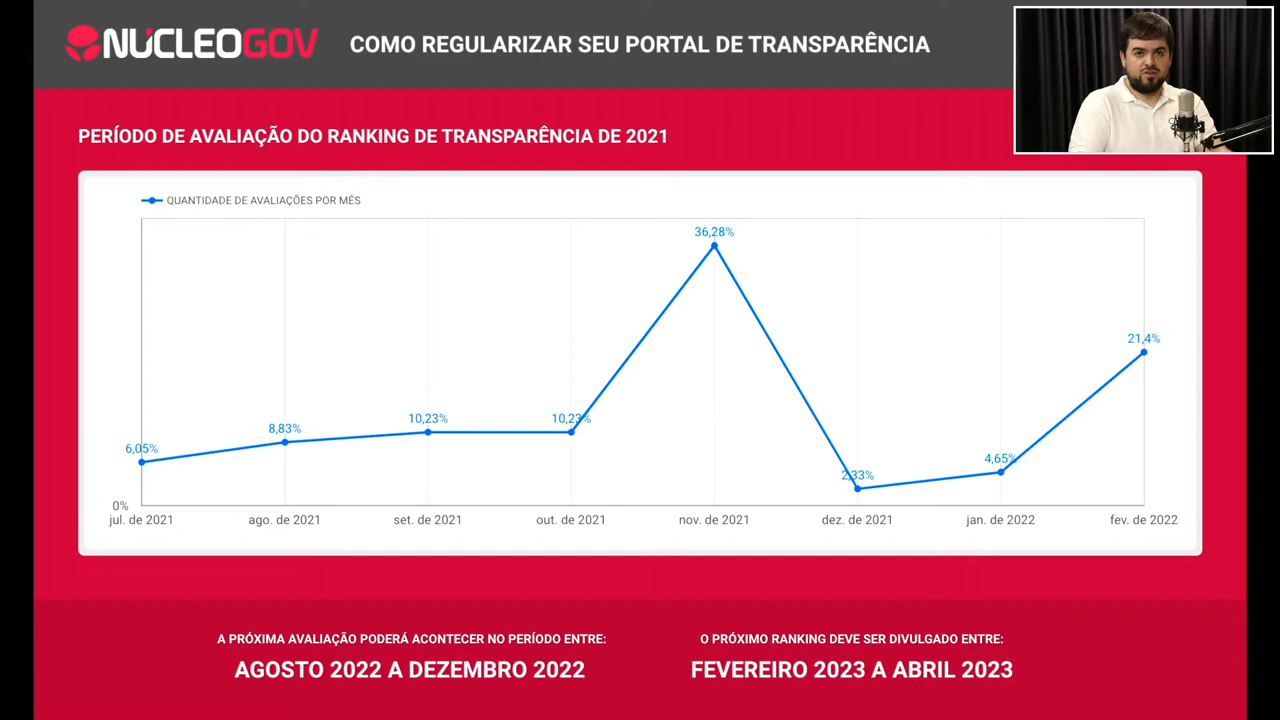 NÚCLEOGOV
COMO REGULARIZAR SEU PORTAL DE TRANSPARÊNCIA
PERÍODO DE AVALIAÇÃO DO RANKING DE TRANSPARÊNCIA DE 2021
QUANTIDADE DE AVALIAÇÕES POR MÊS
36,28%
21,4%
10,23%
10,23%
8,83%
6,05%
4,65%
2,33%
0%
jul. de 2021
ago. de 2021
set. de 2021
out. de 2021
nov. de 2021
dez. de 2021
jan. de 2022
fev. de 2022
A PRÓXIMA AVALIAÇÃO PODERÁ ACONTECER NO PERÍODO ENTRE:
AGOSTO 2022 A DEZEMBRO 2022
O PRÓXIMO RANKING DEVE SER DIVULGADO ENTRE:
FEVEREIRO 2023 A ABRIL 2023